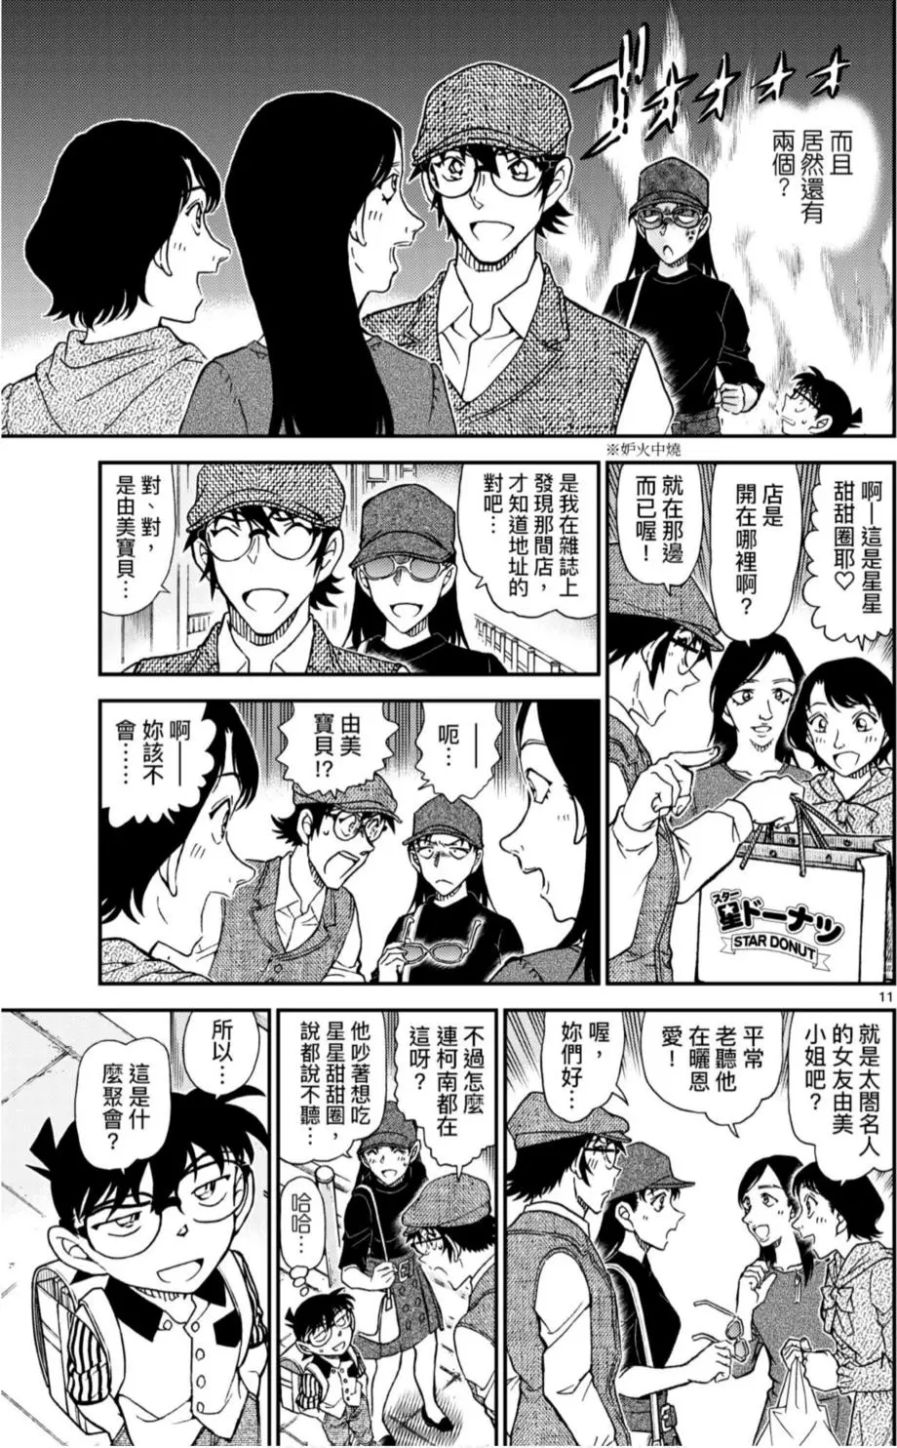 ゴオオオオオ
而且
居然還有
兩個?
※妒火中燒
啊—這是星星
甜甜圈耶♡
店是
開在哪裡啊?
就在那邊
而已喔!
スター
星ドーナツ
STAR DONUT
是我在雜誌上
發現那間店,
才知道地址的
對吧…
對、對,
是由美寶貝…
呃—…
由美
寶貝!?
啊—
妳該不
會……
11
就是太閤名人
的女友由美
小姐吧?
平常
老聽他
在曬恩
愛!
喔,
妳們好…
不過怎麼
連柯南都在
這呀?
他吵著想吃
星星甜甜圈,
說都說不聽…
哈
哈…
所以…
這是什
麼聚會?